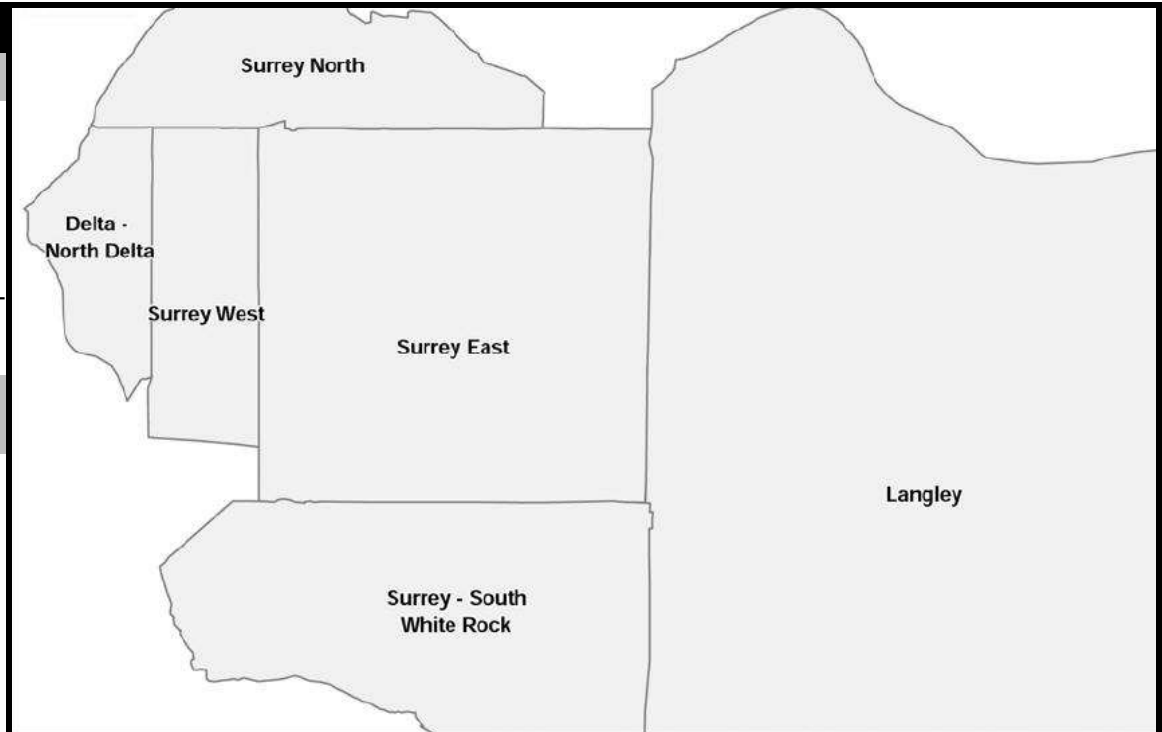 Surrey North
Delta -
North Delta
Surrey West
Surrey East
Langley
Surrey - South
White Rock